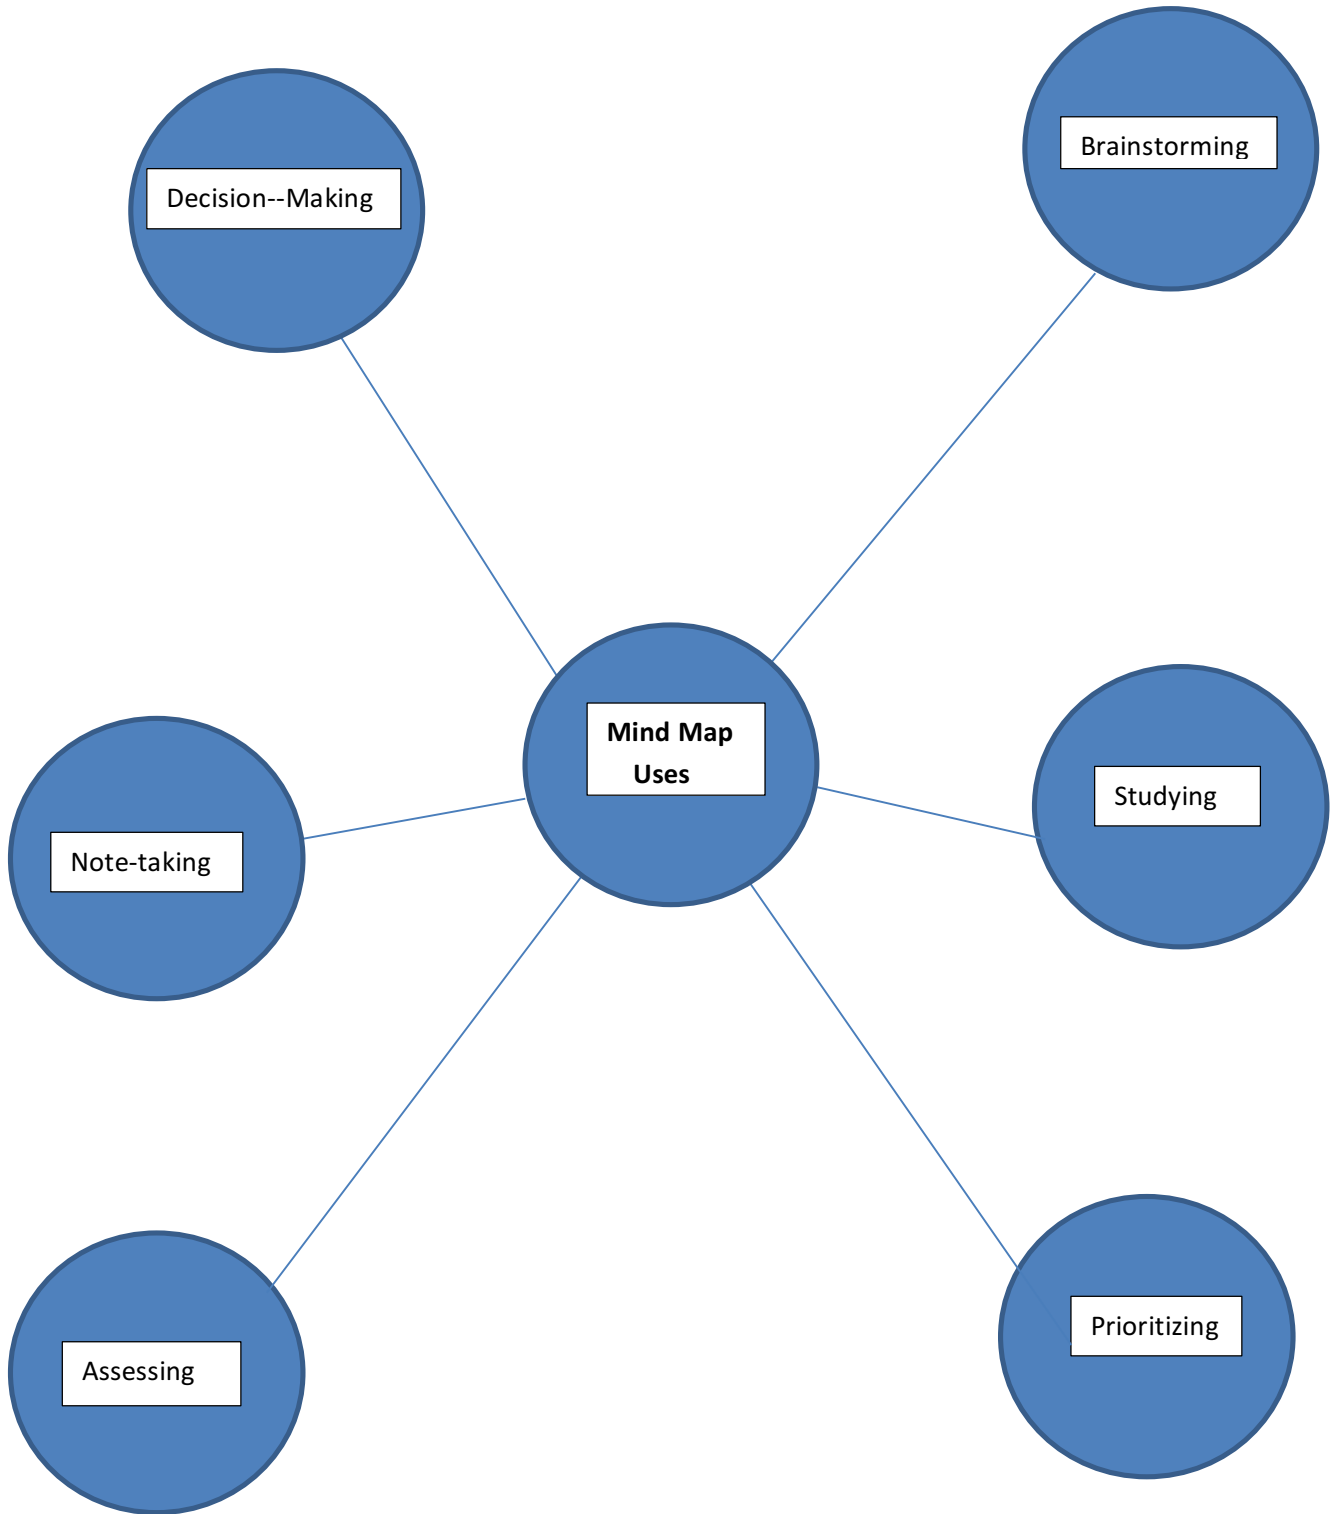 Brainstorming
Decision--Making
Mind Map
Uses
Studying
Note-taking
Prioritizing
Assessing